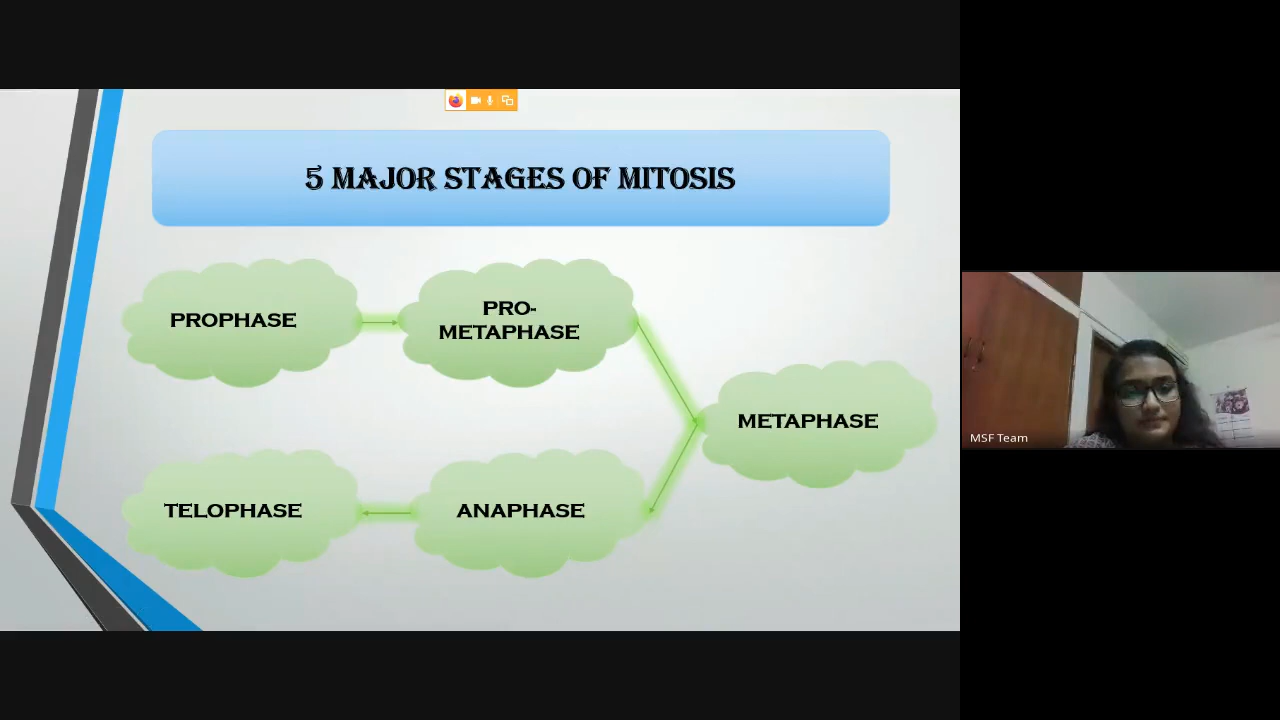 5 MAJOR STAGES OF MITOSIS
PROPHASE
PRO-
METAPHASE
METAPHASE
ANAPHASE
TELOPHASE
MSF Team